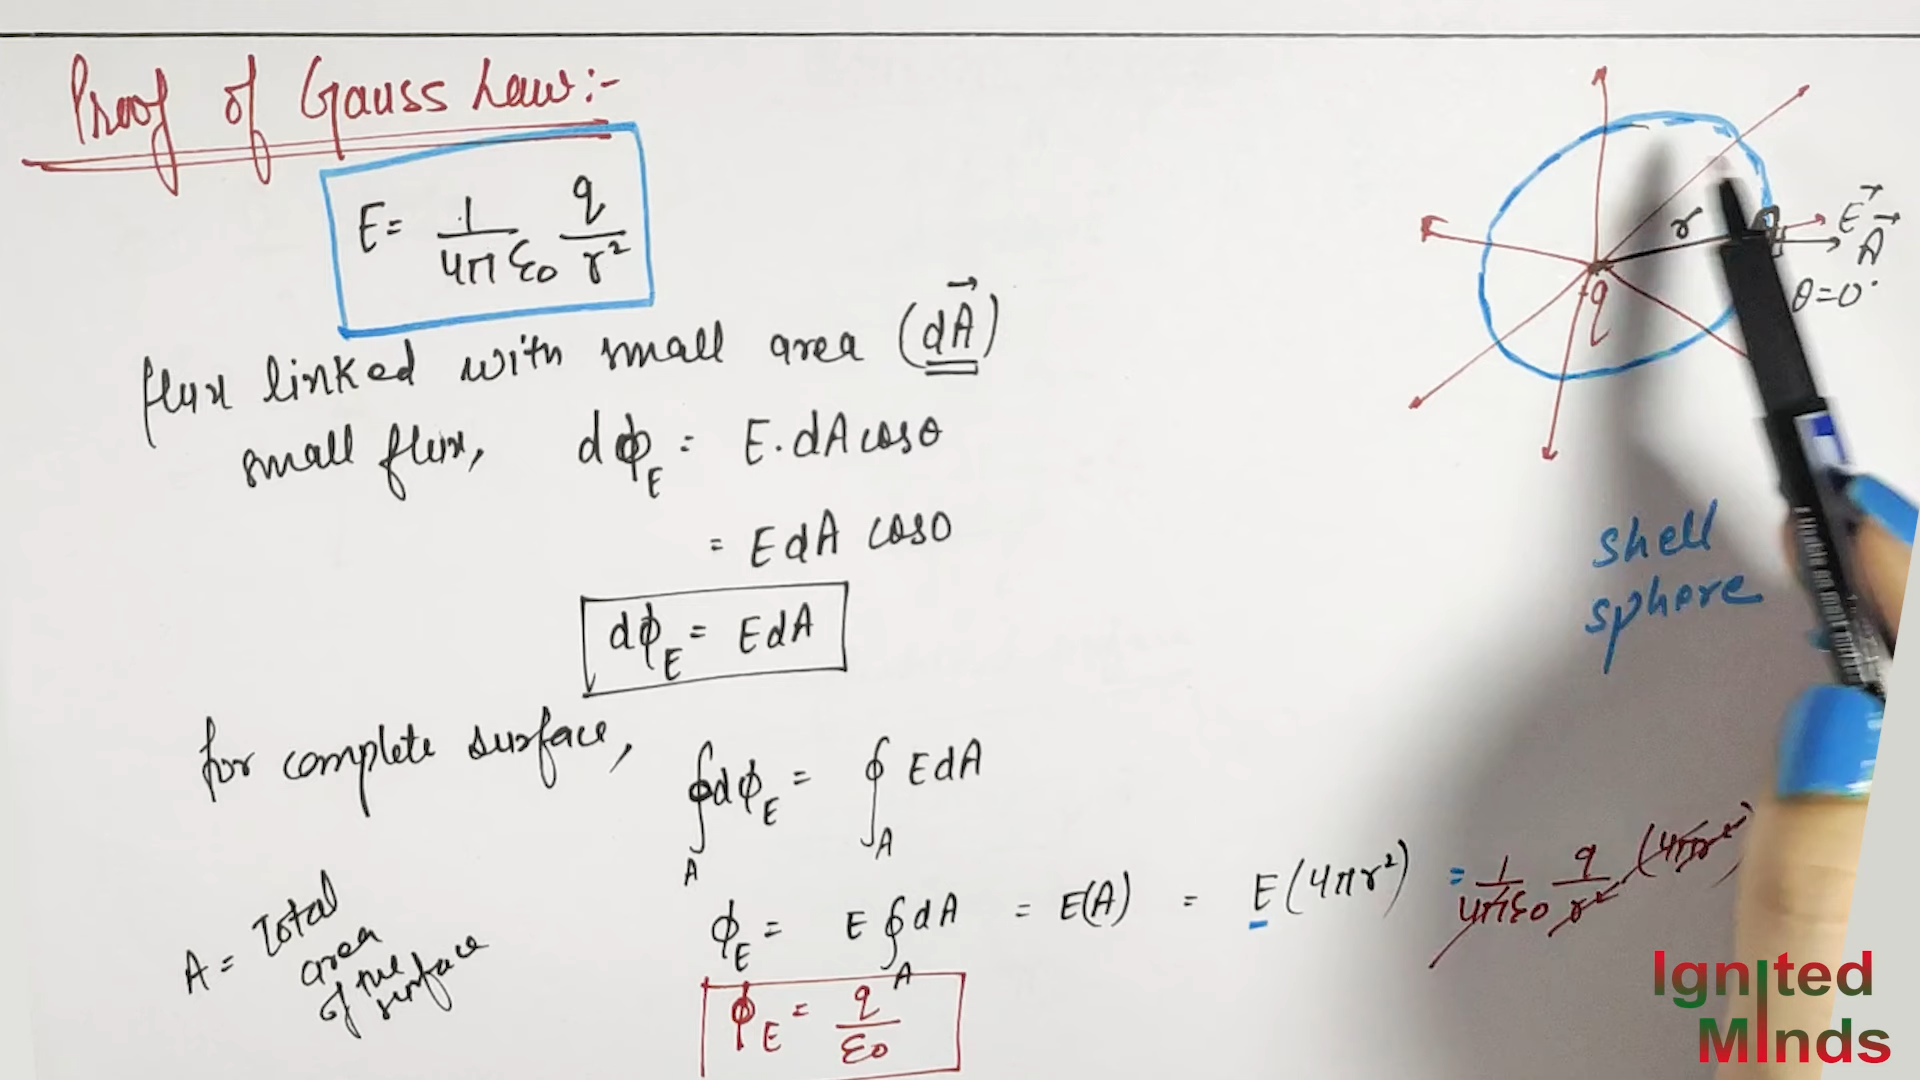 Proof of Gauss Law:-
E = 1/4πε0 q/r²
flux linked with small area (dA⃗)
small flux, dϕE = E.dA cosθ
= EdA cos0
dϕE = EdA
for complete surface, ∮A dϕE = ∮A EdA
ϕE = E∮A dA = E(A) = E(4πr²) = 1/4πε0 q/r² (4πr²)
A = Total
area
of the
surface
ϕE = q/ε0
r
E⃗
A⃗
θ=0°
+q
shell
sphere
Ignited
Minds